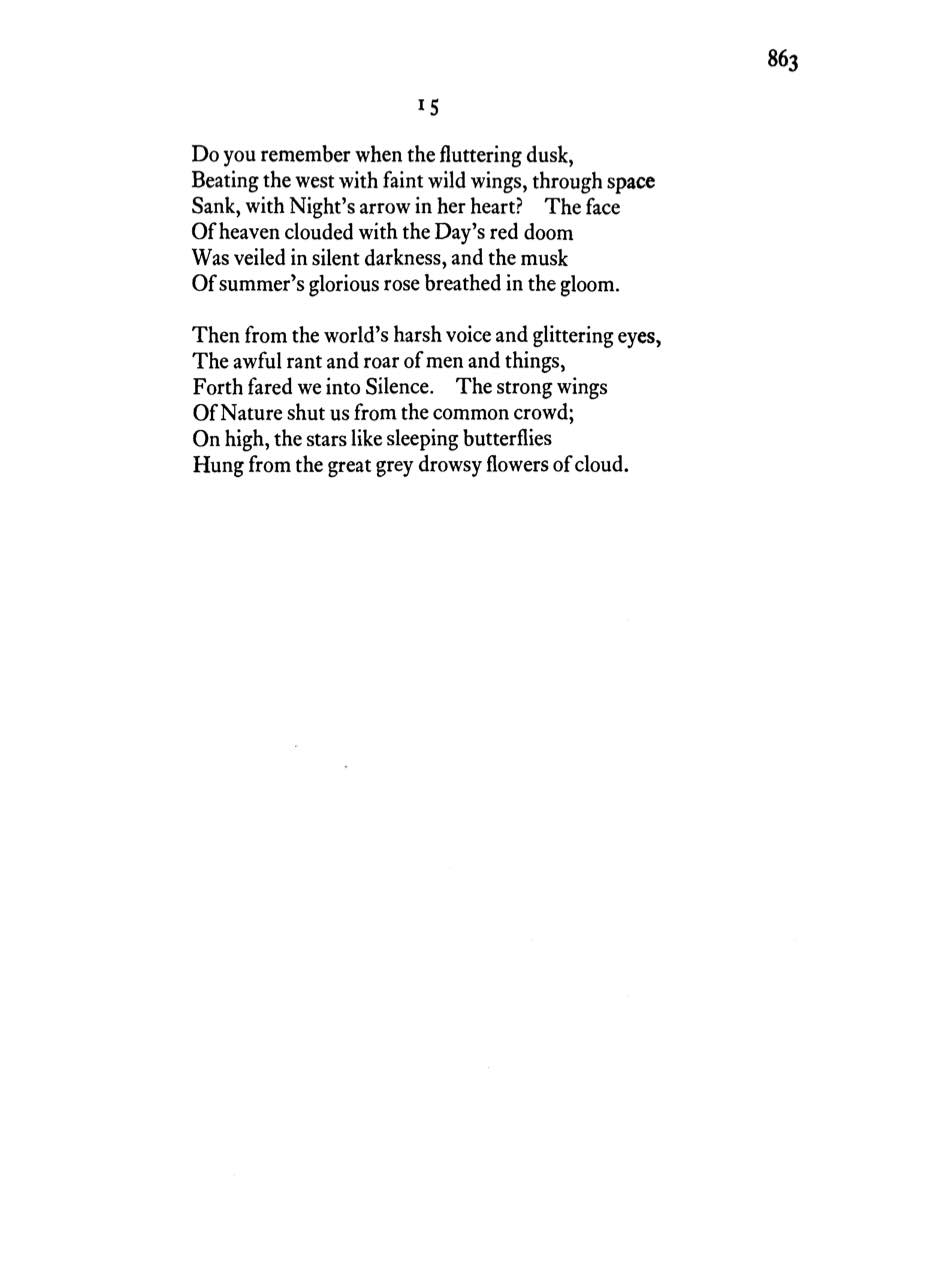 863
15
Do you remember when the fluttering dusk,
Beating the west with faint wild wings, through space
Sank, with Night's arrow in her heart? The face
Of heaven clouded with the Day's red doom
Was veiled in silent darkness, and the musk
Of summer's glorious rose breathed in the gloom.
Then from the world's harsh voice and glittering eyes,
The awful rant and roar of men and things,
Forth fared we into Silence. The strong wings
Of Nature shut us from the common crowd;
On high, the stars like sleeping butterflies
Hung from the great grey drowsy flowers of cloud.